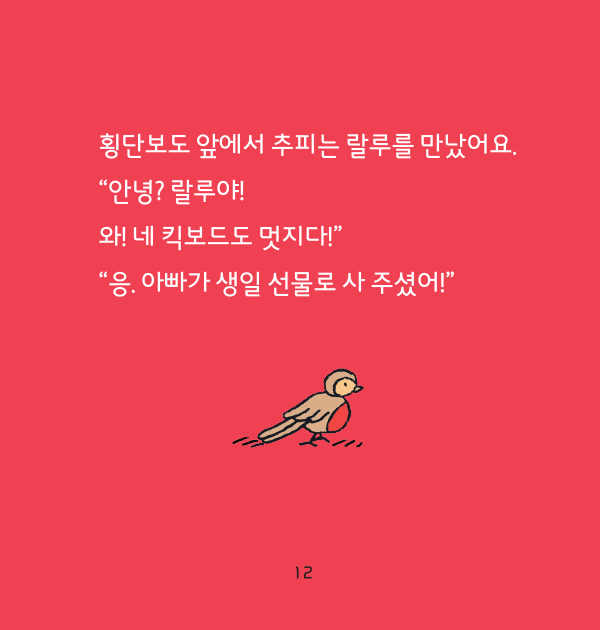 횡단보도 앞에서 추피는 랄루를 만났어요.
“안녕? 랄루야!
와! 네 킥보드도 멋지다!”
“응. 아빠가 생일 선물로 사 주셨어!”
12